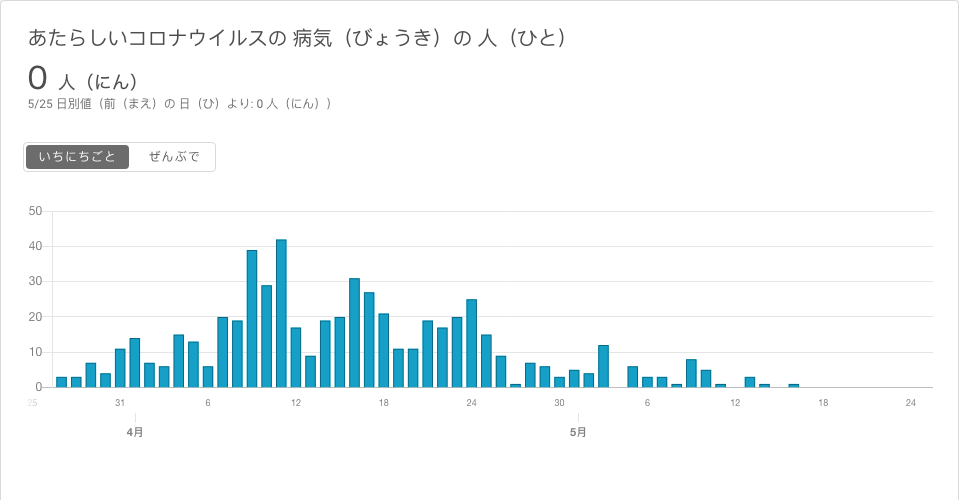 あたらしいコロナウイルスの 病気（びょうき）の 人（ひと）
0 人（にん）
5/25 日別値（前（まえ）の 日（ひ）より: 0 人（にん））
いちにちごと ぜんぶで
50
40
30
20
10
0
25 31 6 12 18 24 30 6 12 18 24
4月 5月